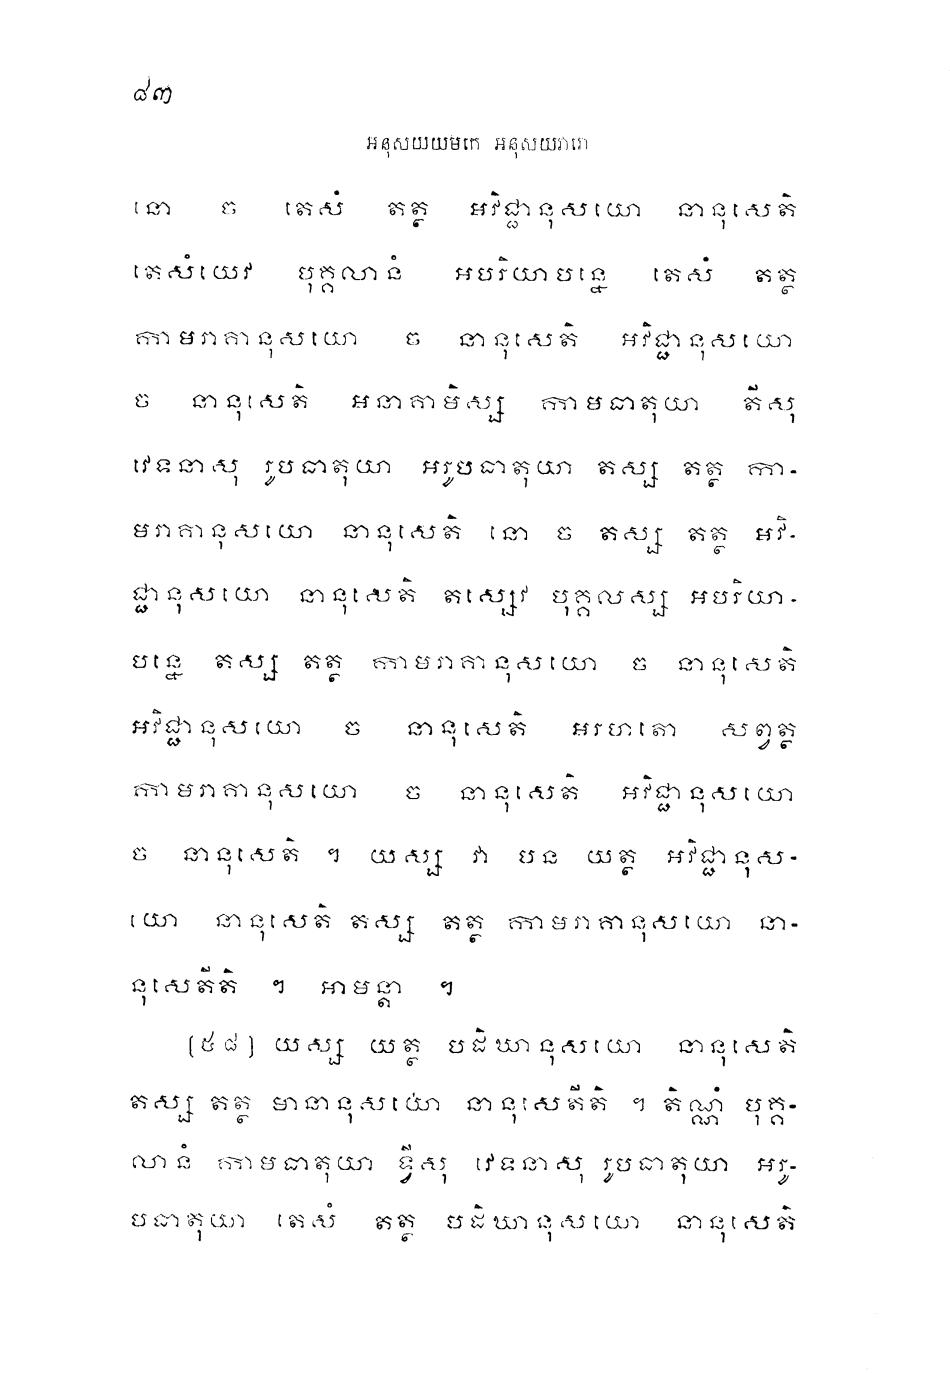 ៨៣
អនុសយយមកេ អនុសយវារោ
នោ ច តេសំ តត្ថ អវិជ្ជានុសយោ នានុសេតិ
តេសំយេវ បុគ្គលានំ អបរិយាបន្នេ តេសំ តត្ថ
កាមរាគានុសយោ ច នានុសេតិ អវិជ្ជានុសយោ
ច នានុសេតិ អនាគាមិស្ស កាមធាតុយា តីសុ
វេទនាសុ រូបធាតុយា អរូបធាតុយា តស្ស តត្ថ កា-
មរាគានុសយោ នានុសេតិ នោ ច តស្ស តត្ថ អវិ-
ជ្ជានុសយោ នានុសេតិ តស្សេវ បុគ្គលស្ស អបរិយា-
បន្នេ តស្ស តត្ថ កាមរាគានុសយោ ច នានុសេតិ
អវិជ្ជានុសយោ ច នានុសេតិ អរហតោ សព្វត្ថ
កាមរាគានុសយោ ច នានុសេតិ អវិជ្ជានុសយោ
ច នានុសេតិ ។ យស្ស វា បន យត្ថ អវិជ្ជានុស-
យោ នានុសេតិ តស្ស តត្ថ កាមរាគានុសយោ នា-
នុសេតីតិ ។ អាមន្តា ។
(៥៨) យស្ស យត្ថ បដិឃានុសយោ នានុសេតិ
តស្ស តត្ថ មានានុសយោ នានុសេតីតិ ។ តិណ្ណំ បុគ្គ-
លានំ កាមធាតុយា ទ្វីសុ វេទនាសុ រូបធាតុយា អរូ-
បធាតុយា តេសំ តត្ថ បដិឃានុសយោ នានុសេតិ